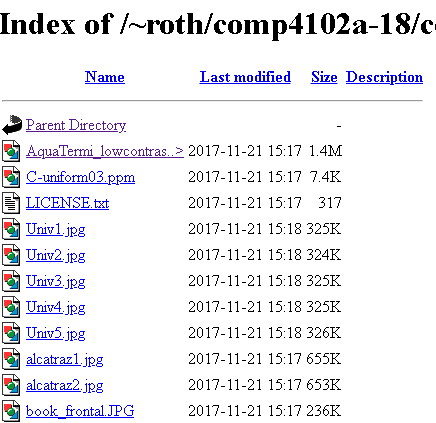 Index of /~roth/comp4102a-18/c
Name Last modified Size Description
Parent Directory -
AquaTermi_lowcontras..> 2017-11-21 15:17 1.4M
C-uniform03.ppm 2017-11-21 15:17 7.4K
LICENSE.txt 2017-11-21 15:17 317
Univ1.jpg 2017-11-21 15:18 325K
Univ2.jpg 2017-11-21 15:18 324K
Univ3.jpg 2017-11-21 15:18 325K
Univ4.jpg 2017-11-21 15:18 325K
Univ5.jpg 2017-11-21 15:18 326K
alcatraz1.jpg 2017-11-21 15:17 655K
alcatraz2.jpg 2017-11-21 15:17 653K
book_frontal.JPG 2017-11-21 15:17 236K